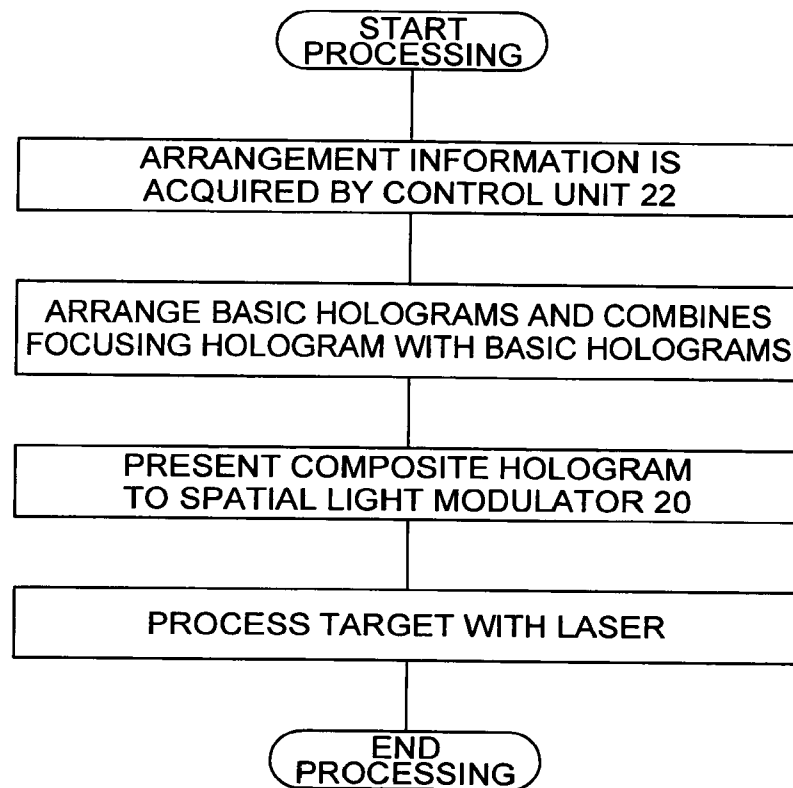 START
PROCESSING
ARRANGEMENT INFORMATION IS
ACQUIRED BY CONTROL UNIT 22
ARRANGE BASIC HOLOGRAMS AND COMBINES
FOCUSING HOLOGRAM WITH BASIC HOLOGRAMS
PRESENT COMPOSITE HOLOGRAM
TO SPATIAL LIGHT MODULATOR 20
PROCESS TARGET WITH LASER
END
PROCESSING